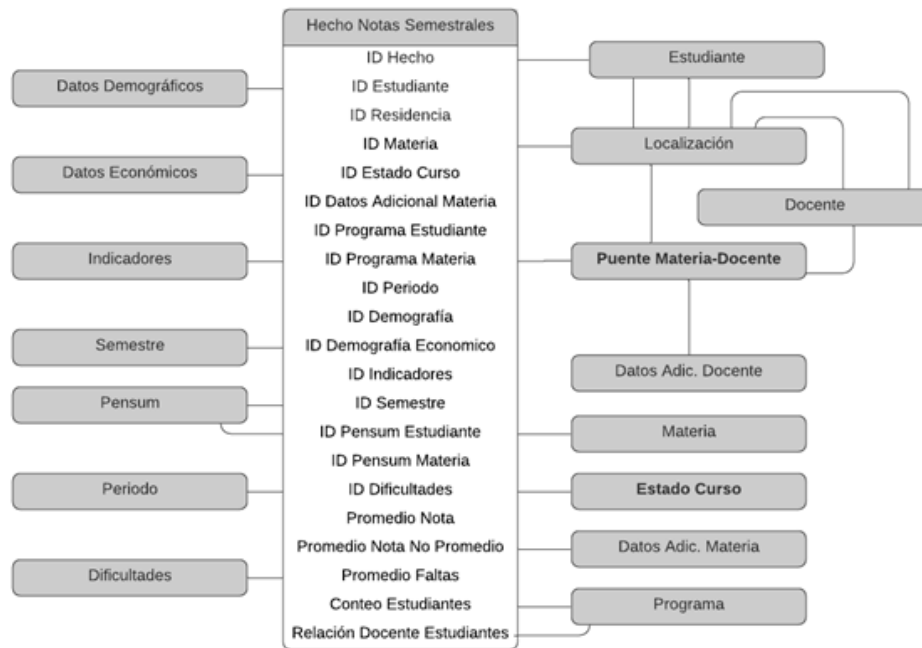 Hecho Notas Semestrales
ID Hecho
ID Estudiante
ID Residencia
ID Materia
ID Estado Curso
ID Datos Adicional Materia
ID Programa Estudiante
ID Programa Materia
ID Periodo
ID Demografía
ID Demografía Economico
ID Indicadores
ID Semestre
ID Pensum Estudiante
ID Pensum Materia
ID Dificultades
Promedio Nota
Promedio Nota No Promedio
Promedio Faltas
Conteo Estudiantes
Relación Docente Estudiantes
Datos Demográficos
Datos Económicos
Indicadores
Semestre
Pensum
Periodo
Dificultades
Estudiante
Localización
Docente
Puente Materia-Docente
Datos Adic. Docente
Materia
Estado Curso
Datos Adic. Materia
Programa